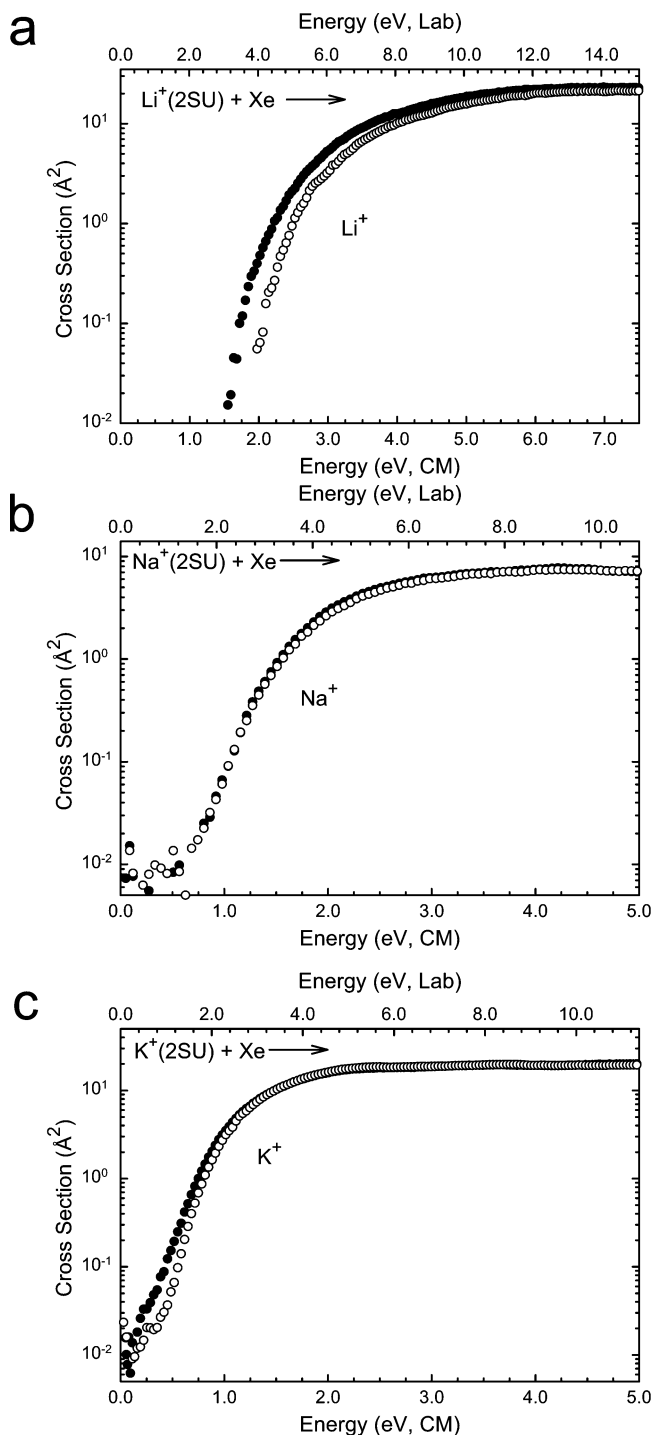 a
Energy (eV, Lab)
0.0 2.0 4.0 6.0 8.0 10.0 12.0 14.0
Li⁺(2SU) + Xe
10¹
10⁰
10⁻¹
10⁻²
Cross Section (Å²)
Li⁺
0.0 1.0 2.0 3.0 4.0 5.0 6.0 7.0
Energy (eV, CM)
b
Energy (eV, Lab)
0.0 2.0 4.0 6.0 8.0 10.0
Na⁺(2SU) + Xe
10¹
10⁰
10⁻¹
10⁻²
Cross Section (Å²)
Na⁺
0.0 1.0 2.0 3.0 4.0 5.0
Energy (eV, CM)
c
Energy (eV, Lab)
0.0 2.0 4.0 6.0 8.0 10.0
K⁺(2SU) + Xe
10¹
10⁰
10⁻¹
10⁻²
Cross Section (Å²)
K⁺
0.0 1.0 2.0 3.0 4.0 5.0
Energy (eV, CM)